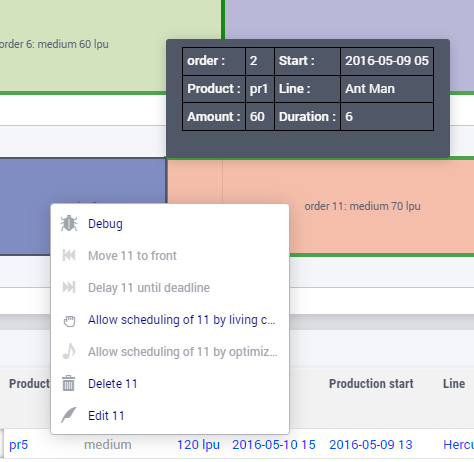 order 6: medium 60 lpu
order : 2 Start : 2016-05-09 05
Product : pr1 Line : Ant Man
Amount : 60 Duration : 6
order 11: medium 70 lpu
Debug
Move 11 to front
Delay 11 until deadline
Allow scheduling of 11 by living c...
Allow scheduling of 11 by optimiz...
Delete 11
Edit 11
Product Production start Line
pr5 medium 120 lpu 2016-05-10 15 2016-05-09 13 Hercu